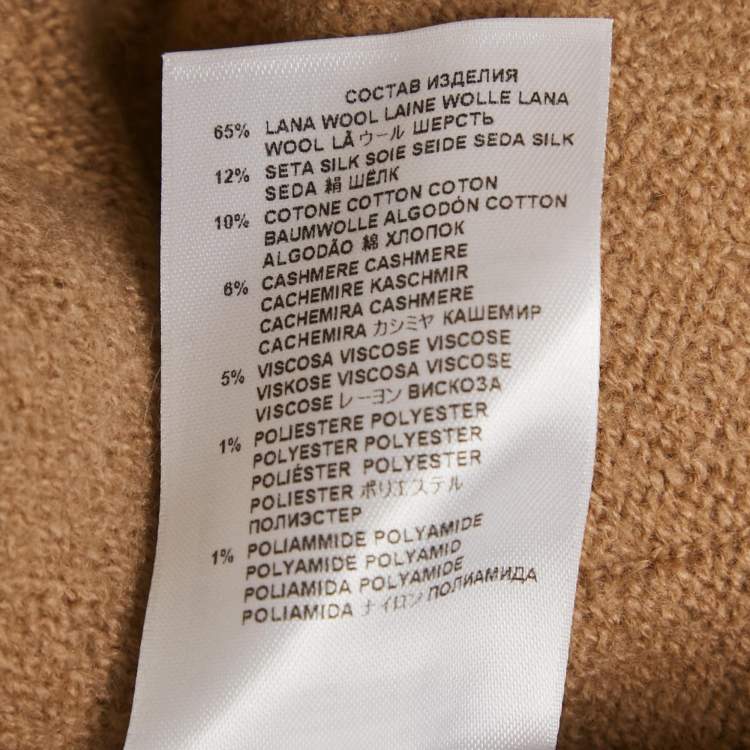 СОСТАВ ИЗДЕЛИЯ
65% LANA WOOL LAINE WOLLE LANA
WOOL LÃ ウール ШЕРСТЬ
12% SETA SILK SOIE SEIDE SEDA SILK
SEDA 絹 ШЁЛК
10% COTONE COTTON COTON
BAUMWOLLE ALGODÓN COTTON
ALGODÃO 綿 ХЛОПОК
6% CASHMERE CASHMERE
CACHEMIRE KASCHMIR
CACHEMIRA CASHMERE
CACHEMIRA カシミヤ КАШЕМИР
5% VISCOSA VISCOSE VISCOSE
VISKOSE VISCOSA VISCOSE
VISCOSE レーヨン ВИСКОЗА
1% POLIESTERE POLYESTER
POLYESTER POLYESTER
POLIÉSTER POLYESTER
POLIESTER ポリエステル
ПОЛИЭСТЕР
1% POLIAMMIDE POLYAMIDE
POLYAMIDE POLYAMID
POLIAMIDA POLYAMIDE
POLIAMIDA ナイロン ПОЛИАМИДА